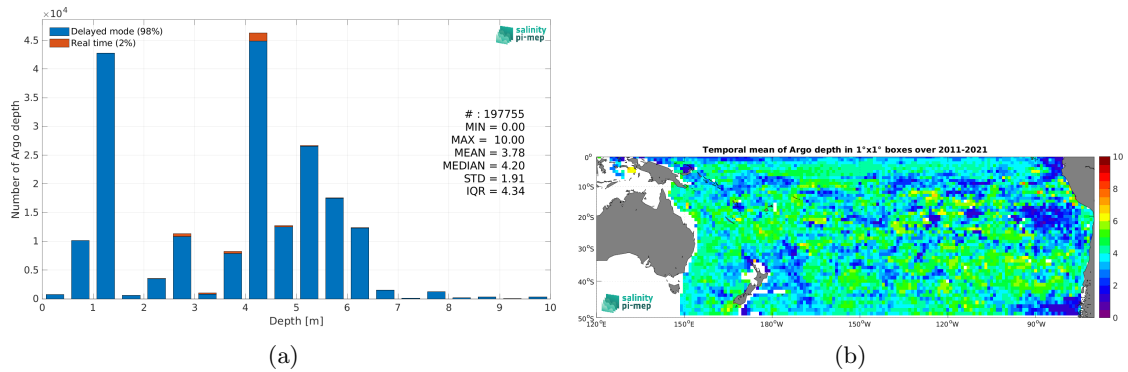 ×10⁴
Delayed mode (98%)
Real time (2%)
salinity
pi-mep
Number of Argo depth
4.5
4
3.5
3
2.5
2
1.5
1
0.5
0
# : 197755
MIN = 0.00
MAX = 10.00
MEAN = 3.78
MEDIAN = 4.20
STD = 1.91
IQR = 4.34
0 1 2 3 4 5 6 7 8 9 10
Depth [m]
(a)
Temporal mean of Argo depth in 1°x1° boxes over 2011-2021
0°
10°S
20°S
30°S
40°S
50°S
salinity
pi-mep
120°E 150°E 180°W 150°W 120°W 90°W
10
8
6
4
2
0
(b)